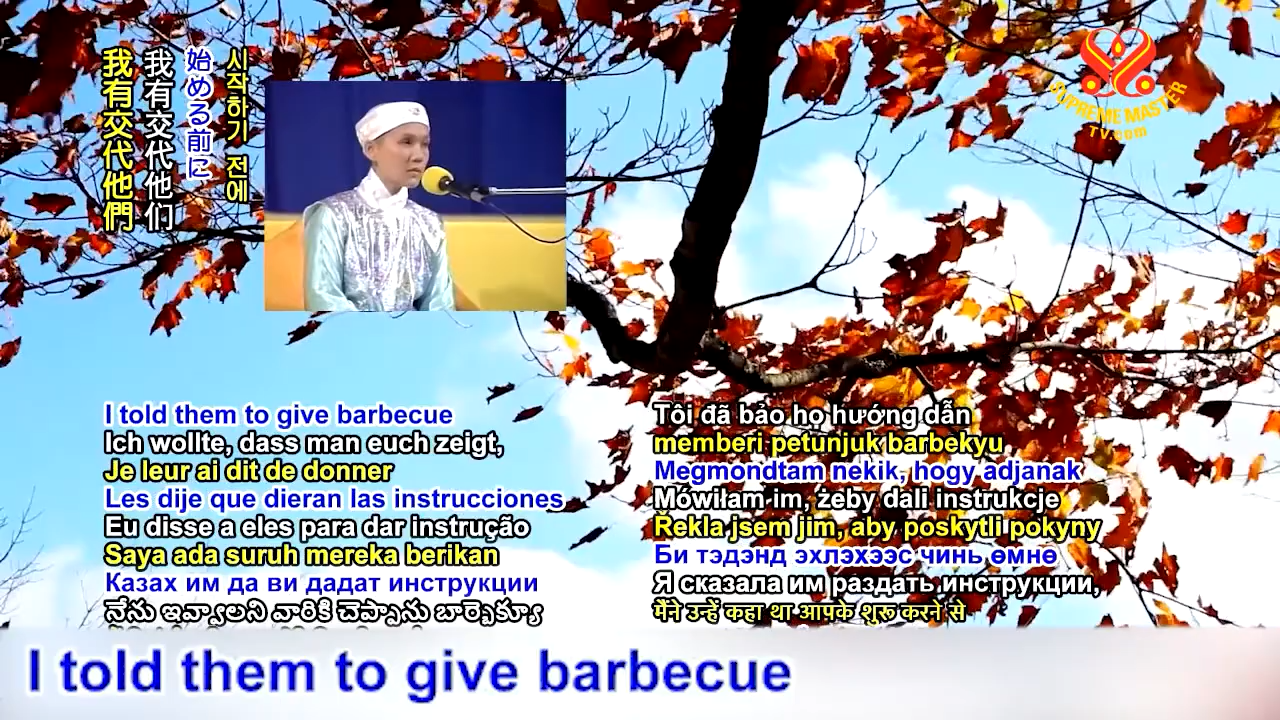 我有交代他們
我有交代他们
始める前に
시작하기 전에
SUPREME MASTER
TV.com
I told them to give barbecue
Ich wollte, dass man euch zeigt,
Je leur ai dit de donner
Les dije que dieran las instrucciones
Eu disse a eles para dar instrução
Saya ada suruh mereka berikan
Казах им да ви дадат инструкции
నేను ఇవ్వాలని వారికి చెప్పాను బార్బెక్యూ
Tôi đã bảo họ hướng dẫn
memberi petunjuk barbekyu
Megmondtam nekik, hogy adjanak
Mówiłam im, żeby dali instrukcje
Řekla jsem jim, aby poskytli pokyny
Би тэдэнд эхлэхээс чинь өмнө
Я сказала им раздать инструкции,
मैंने उन्हें कहा था आपके शुरू करने से
I told them to give barbecue